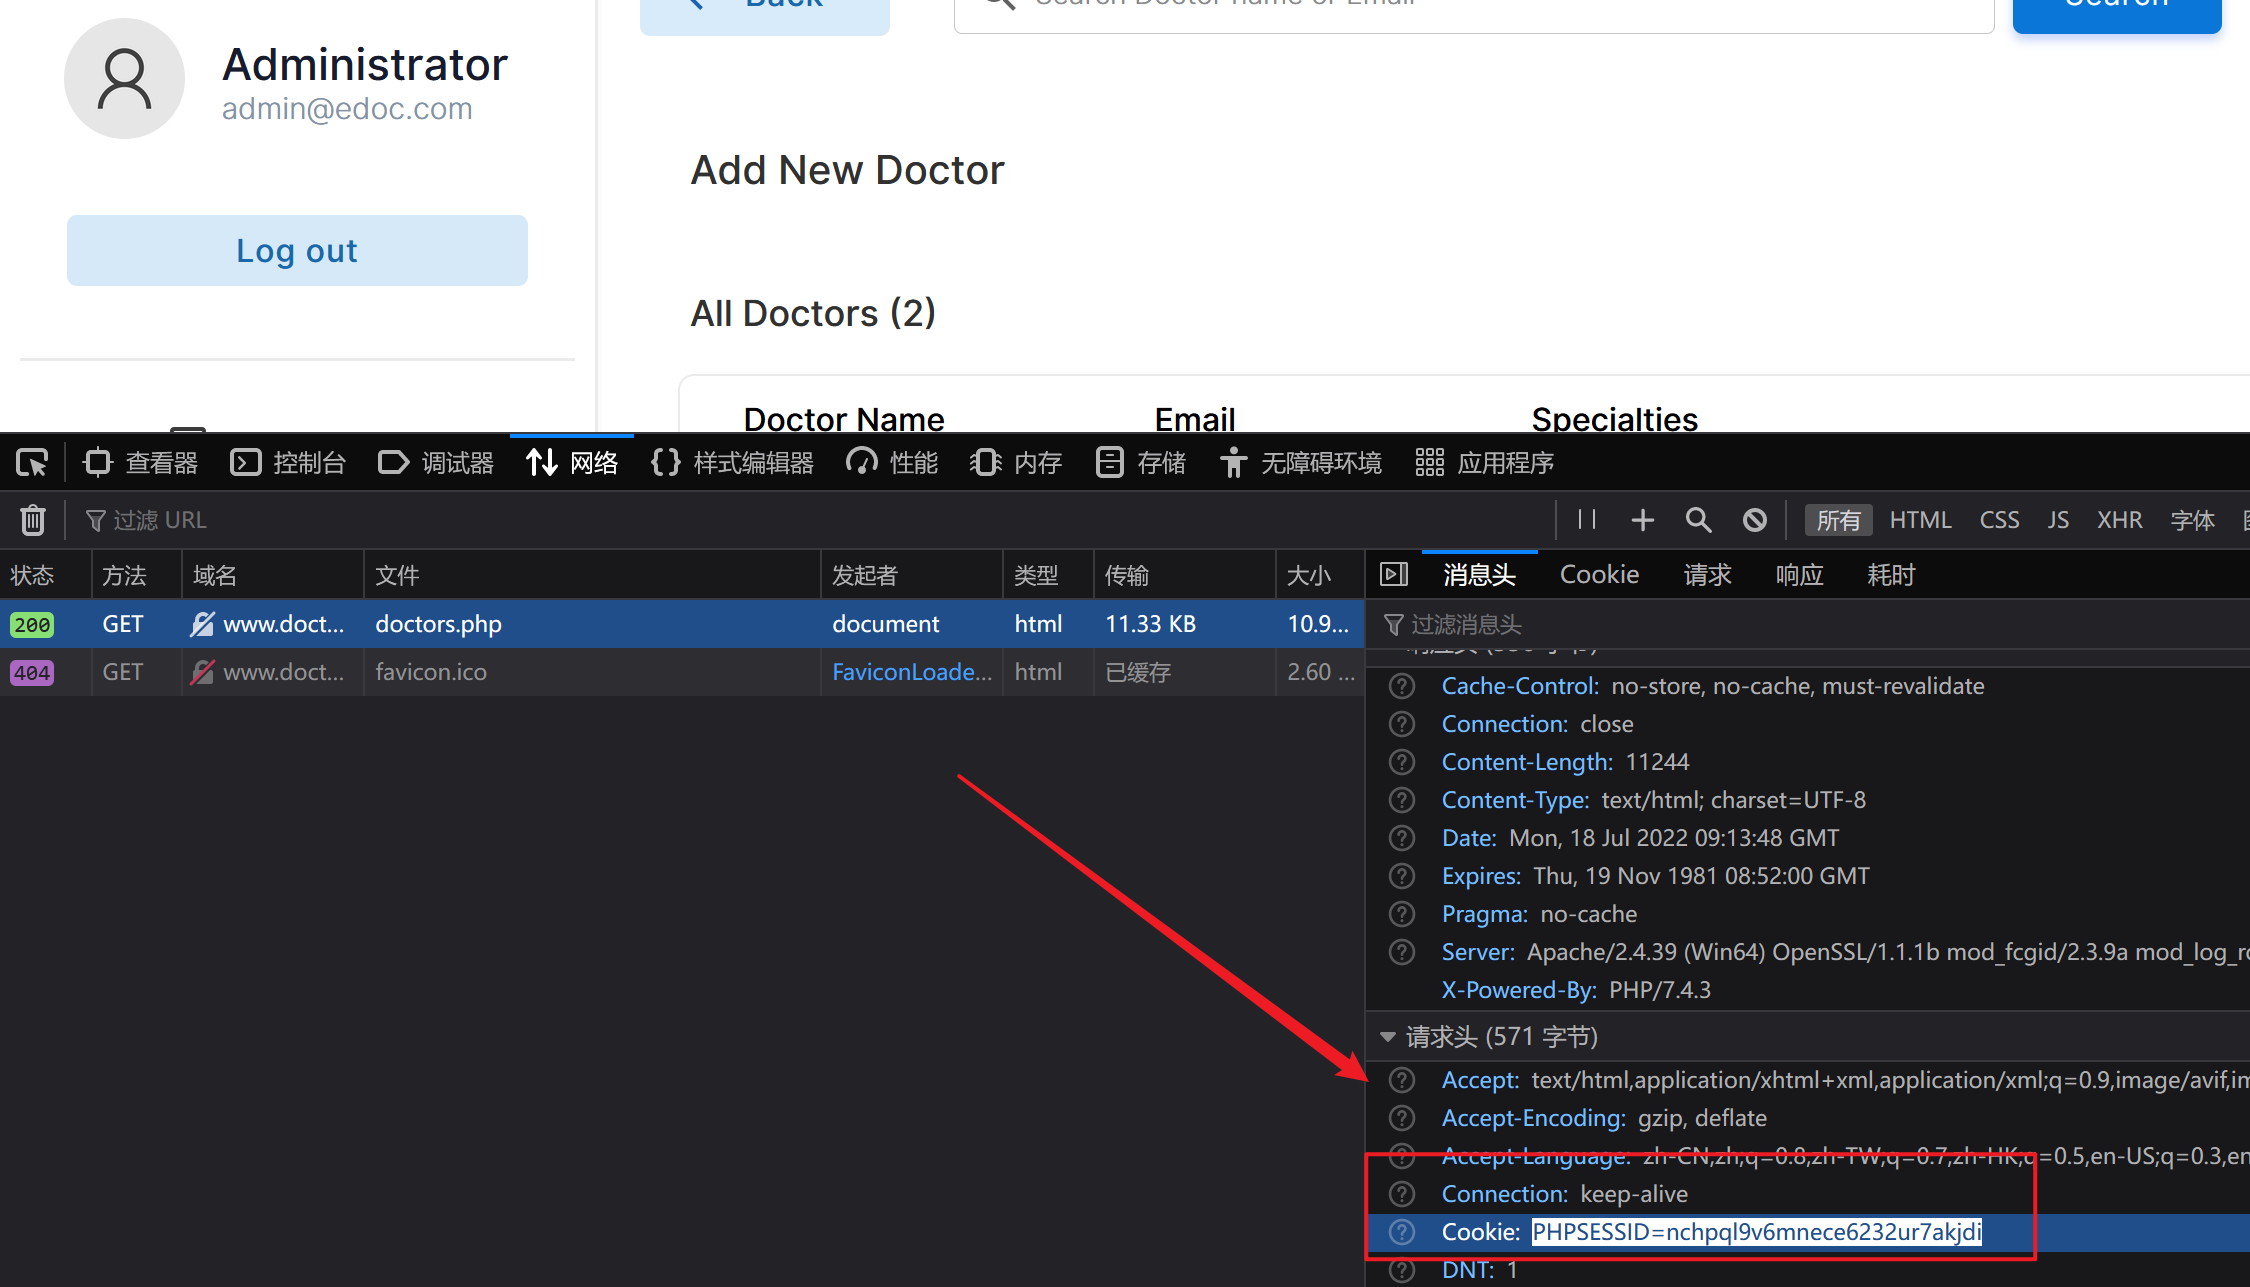 Back
Search Doctor name or Email
Search
Administrator
admin@edoc.com
Log out
Add New Doctor
All Doctors (2)
Doctor Name Email Specialties
查看器 控制台 调试器 网络 样式编辑器 性能 内存 存储 无障碍环境 应用程序
过滤 URL
所有 HTML CSS JS XHR 字体
状态 方法 域名 文件 发起者 类型 传输 大小
200 GET www.doct... doctors.php document html 11.33 KB 10.9...
404 GET www.doct... favicon.ico FaviconLoade... html 已缓存 2.60 ...
消息头 Cookie 请求 响应 耗时
过滤消息头
Cache-Control: no-store, no-cache, must-revalidate
Connection: close
Content-Length: 11244
Content-Type: text/html; charset=UTF-8
Date: Mon, 18 Jul 2022 09:13:48 GMT
Expires: Thu, 19 Nov 1981 08:52:00 GMT
Pragma: no-cache
Server: Apache/2.4.39 (Win64) OpenSSL/1.1.1b mod_fcgid/2.3.9a mod_log_r
X-Powered-By: PHP/7.4.3
请求头 (571 字节)
Accept: text/html,application/xhtml+xml,application/xml;q=0.9,image/avif,im
Accept-Encoding: gzip, deflate
Accept-Language: zh-CN,zh;q=0.8,zh-TW;q=0.7,zh-HK;q=0.5,en-US;q=0.3,en
Connection: keep-alive
Cookie: PHPSESSID=nchpql9v6mnece6232ur7akjdi
DNT: 1